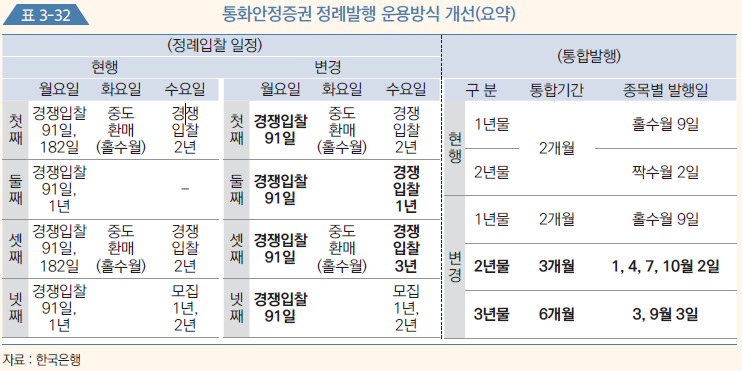 표 3-32 통화안정증권 정례발행 운용방식 개선(요약)
(정례입찰 일정) (통합발행)
현행 변경
월요일 화요일 수요일 월요일 화요일 수요일 구 분 통합기간 종목별 발행일
첫째 경쟁입찰 91일, 182일 중도환매 (홀수월) 경쟁입찰 2년 첫째 경쟁입찰 91일 중도환매 (홀수월) 경쟁입찰 2년
둘째 경쟁입찰 91일, 1년 – 둘째 경쟁입찰 91일 경쟁입찰 1년
셋째 경쟁입찰 91일, 182일 중도환매 (홀수월) 경쟁입찰 2년 셋째 경쟁입찰 91일 중도환매 (홀수월) 경쟁입찰 3년
넷째 경쟁입찰 91일, 1년 모집 1년, 2년 넷째 경쟁입찰 91일 모집 1년, 2년
현행 1년물 2개월 홀수월 9일
2년물 짝수월 2일
변경 1년물 2개월 홀수월 9일
2년물 3개월 1, 4, 7, 10월 2일
3년물 6개월 3, 9월 3일
자료 : 한국은행